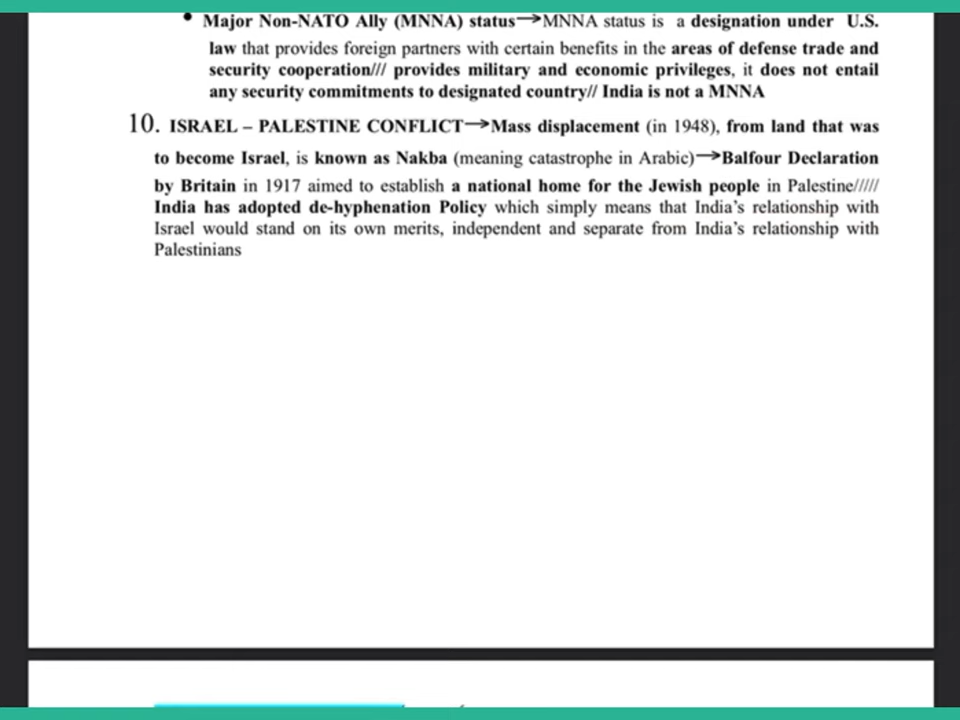 • Major Non-NATO Ally (MNNA) status→MNNA status is a designation under U.S.
law that provides foreign partners with certain benefits in the areas of defense trade and
security cooperation/// provides military and economic privileges, it does not entail
any security commitments to designated country// India is not a MNNA
10. ISRAEL – PALESTINE CONFLICT→Mass displacement (in 1948), from land that was
to become Israel, is known as Nakba (meaning catastrophe in Arabic)→Balfour Declaration
by Britain in 1917 aimed to establish a national home for the Jewish people in Palestine/////
India has adopted de-hyphenation Policy which simply means that India's relationship with
Israel would stand on its own merits, independent and separate from India's relationship with
Palestinians